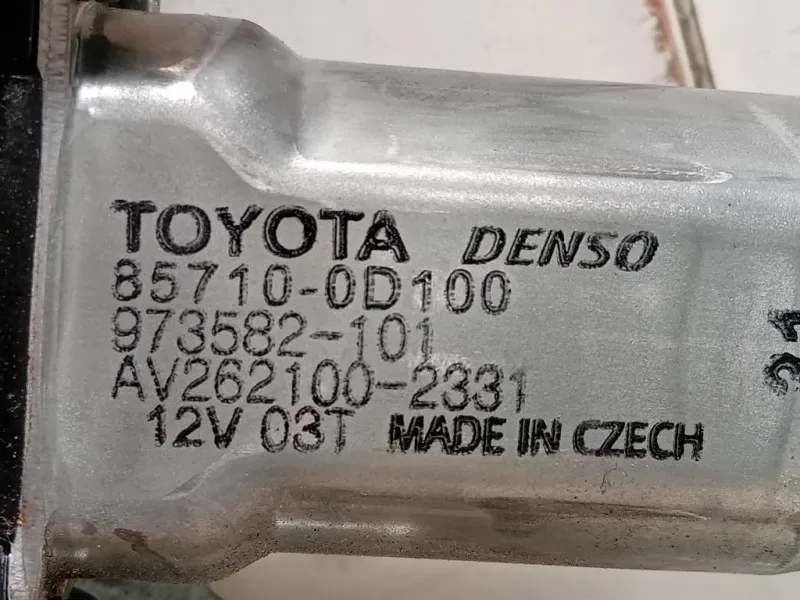 TOYOTA DENSO
85710-0D100
973582-101
AV262100-2331
12V 03T MADE IN CZECH